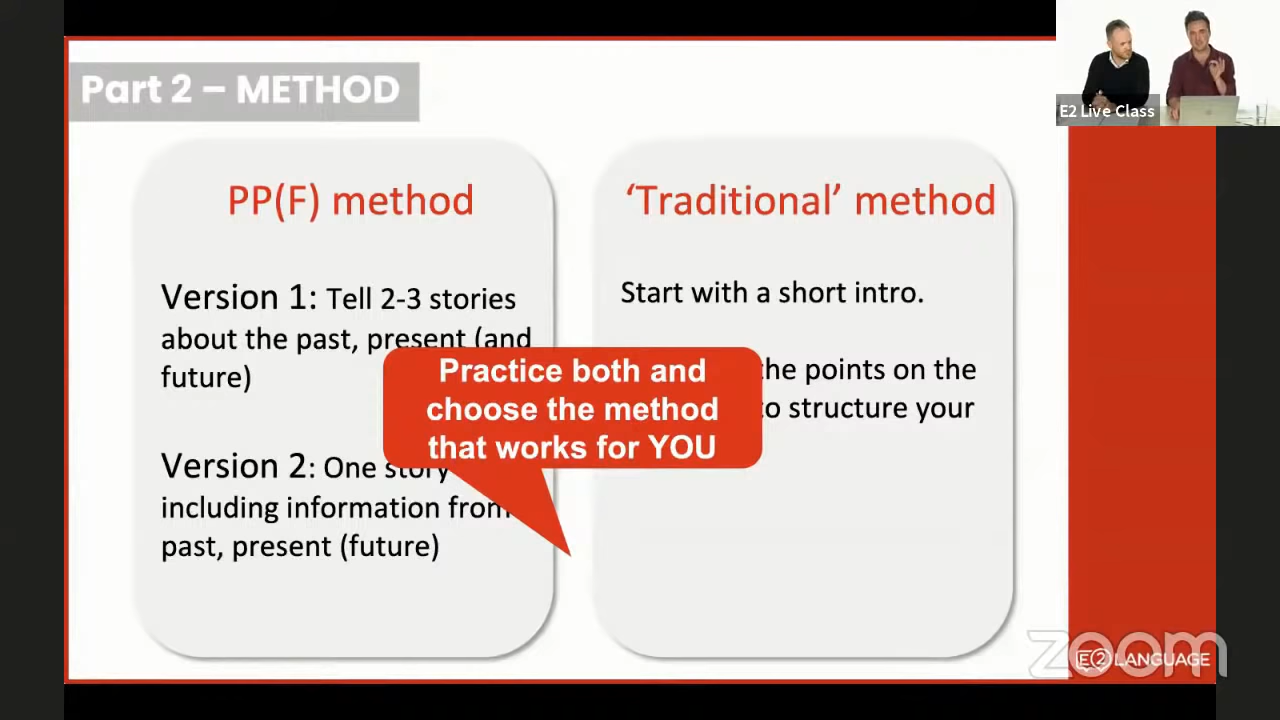 Part 2 – METHOD
E2 Live Class
PP(F) method
Version 1: Tell 2-3 stories
about the past, present (and
future)
Version 2: One story
including information from
past, present (future)
Practice both and
choose the method
that works for YOU
‘Traditional’ method
Start with a short intro.
the points on the
to structure your
zoom
E2 LANGUAGE